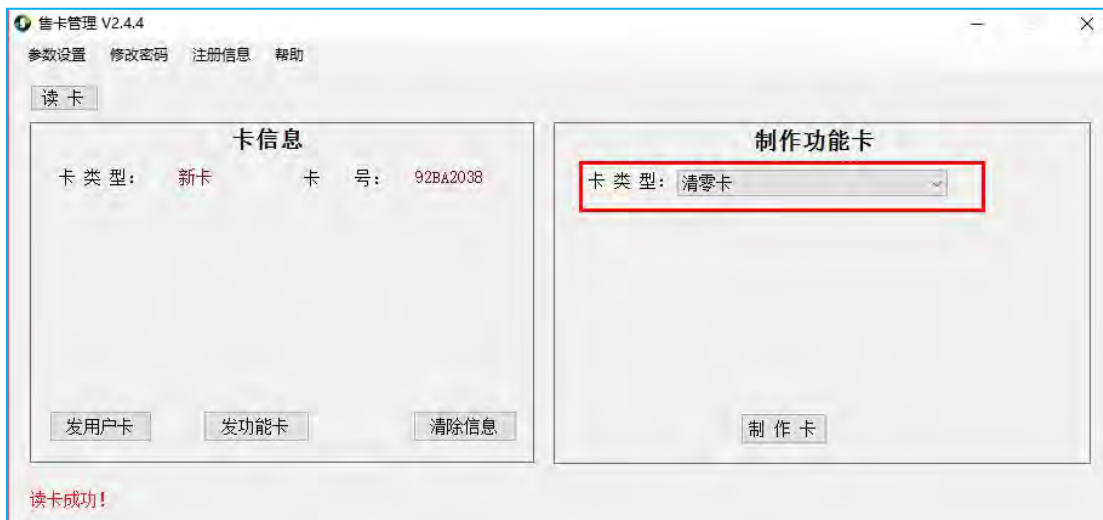 售卡管理 V2.4.4
参数设置 修改密码 注册信息 帮助
读 卡
卡信息
卡 类 型： 新卡 卡 号： 92BA2038
发用户卡 发功能卡 清除信息
制作功能卡
卡 类 型： 清零卡
制 作 卡
读卡成功！